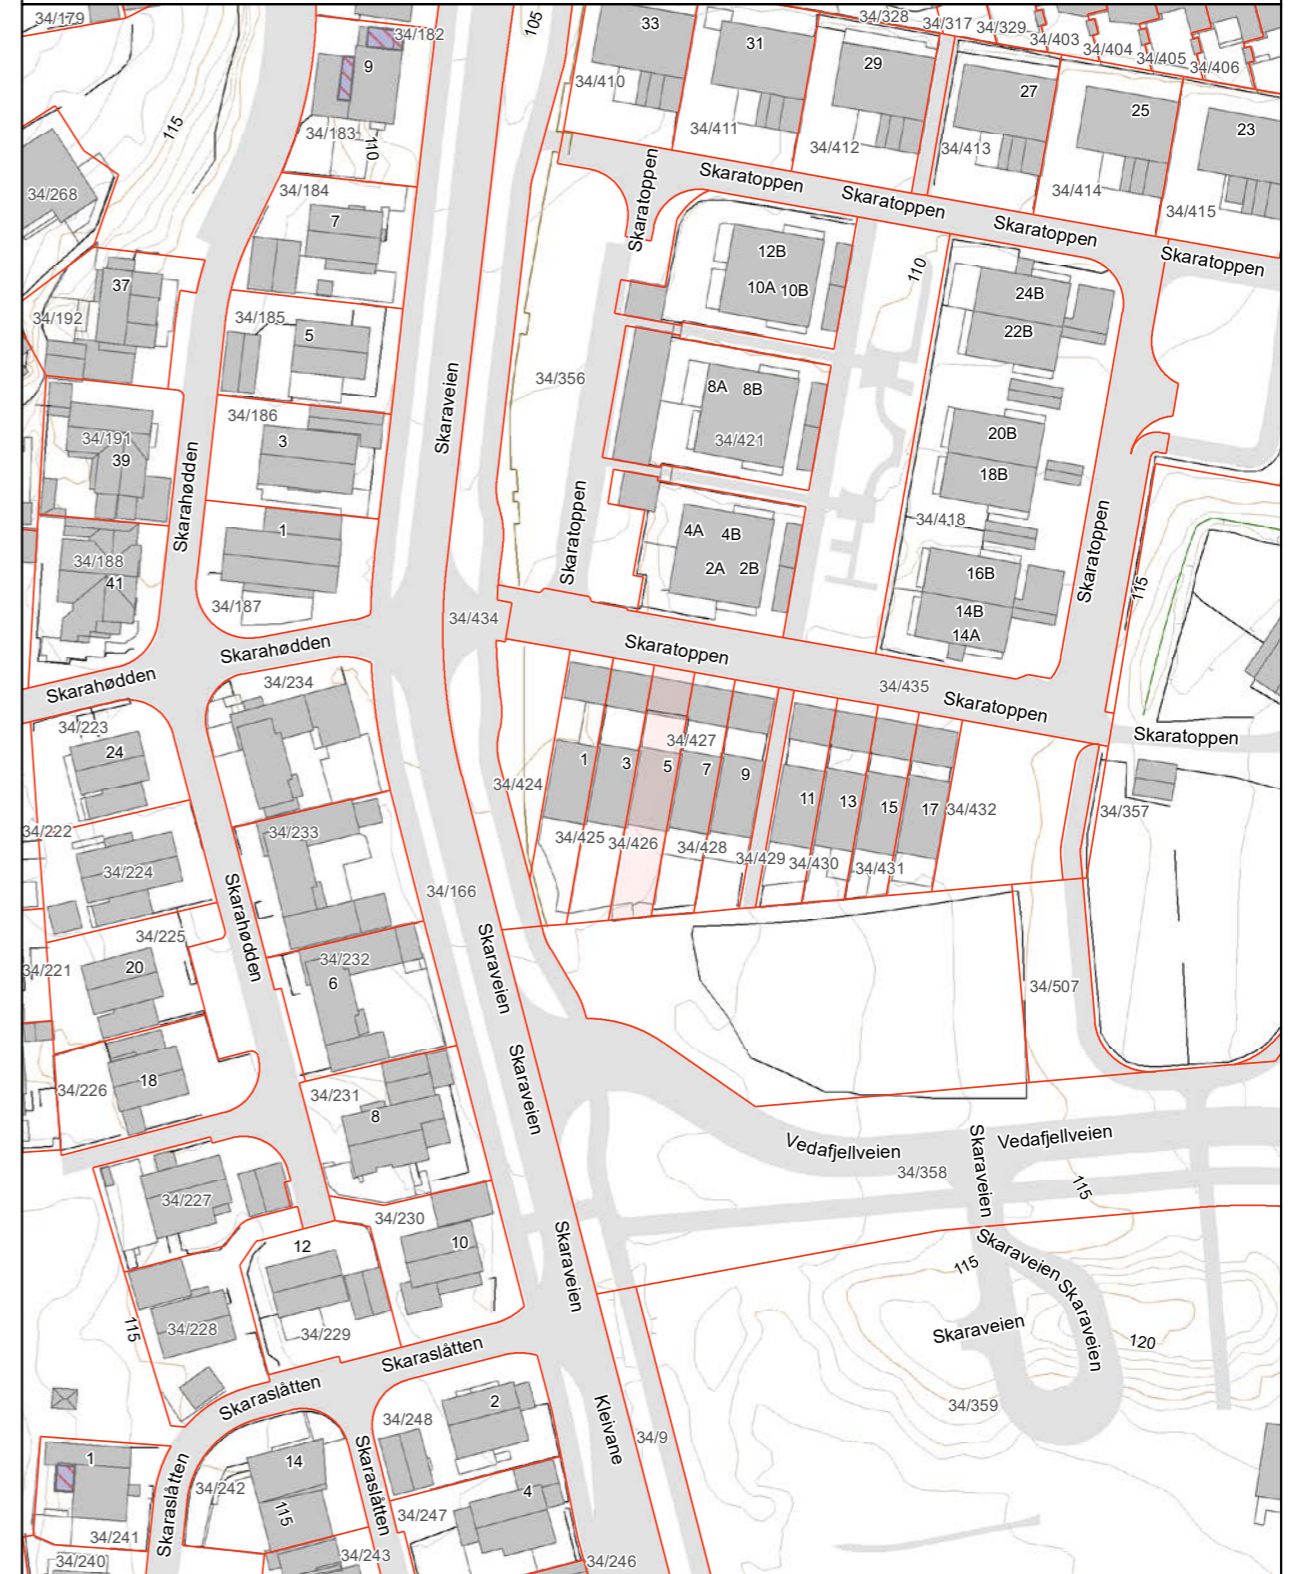 34/179
34/182
105
33
34/328
34/317
34/329
34/403
34/404
34/405
34/406
31
29
9
34/410
27
25
23
115
34/183
110
34/411
34/412
34/413
34/414
34/415
34/268
34/184
7
Skaratoppen
Skaratoppen
Skaratoppen
Skaratoppen
Skaratoppen
12B
10A
10B
110
24B
22B
37
34/192
34/185
5
Skaraveien
34/356
8A
8B
34/421
34/186
3
34/191
39
Skarahødden
20B
18B
34/418
Skaratoppen
4A
4B
2A
2B
1
34/188
41
34/187
16B
14B
14A
Skaratoppen
115
34/434
Skaratoppen
Skarahødden
Skarahødden
34/234
34/435
Skaratoppen
Skaratoppen
34/223
24
34/427
1
3
5
7
9
34/424
11
13
15
17
34/432
34/357
34/222
34/233
34/224
34/425
34/426
34/428
34/429
34/430
34/431
34/166
Skarahødden
34/225
20
34/221
34/232
6
Skaraveien
34/507
18
34/226
34/231
8
Skaraveien
Vedafjellveien
Skaraveien
Vedafjellveien
34/358
115
34/227
34/230
10
12
Skaraveien
115
Skaraveien
Skaraveien
34/228
115
34/229
Skaraveien
120
Skaraslåtten
Skaraslåtten
34/359
2
34/248
Kleivane
34/9
1
14
34/242
115
Skaraslåtten
Skaraslåtten
4
34/247
34/241
34/240
34/243
34/246